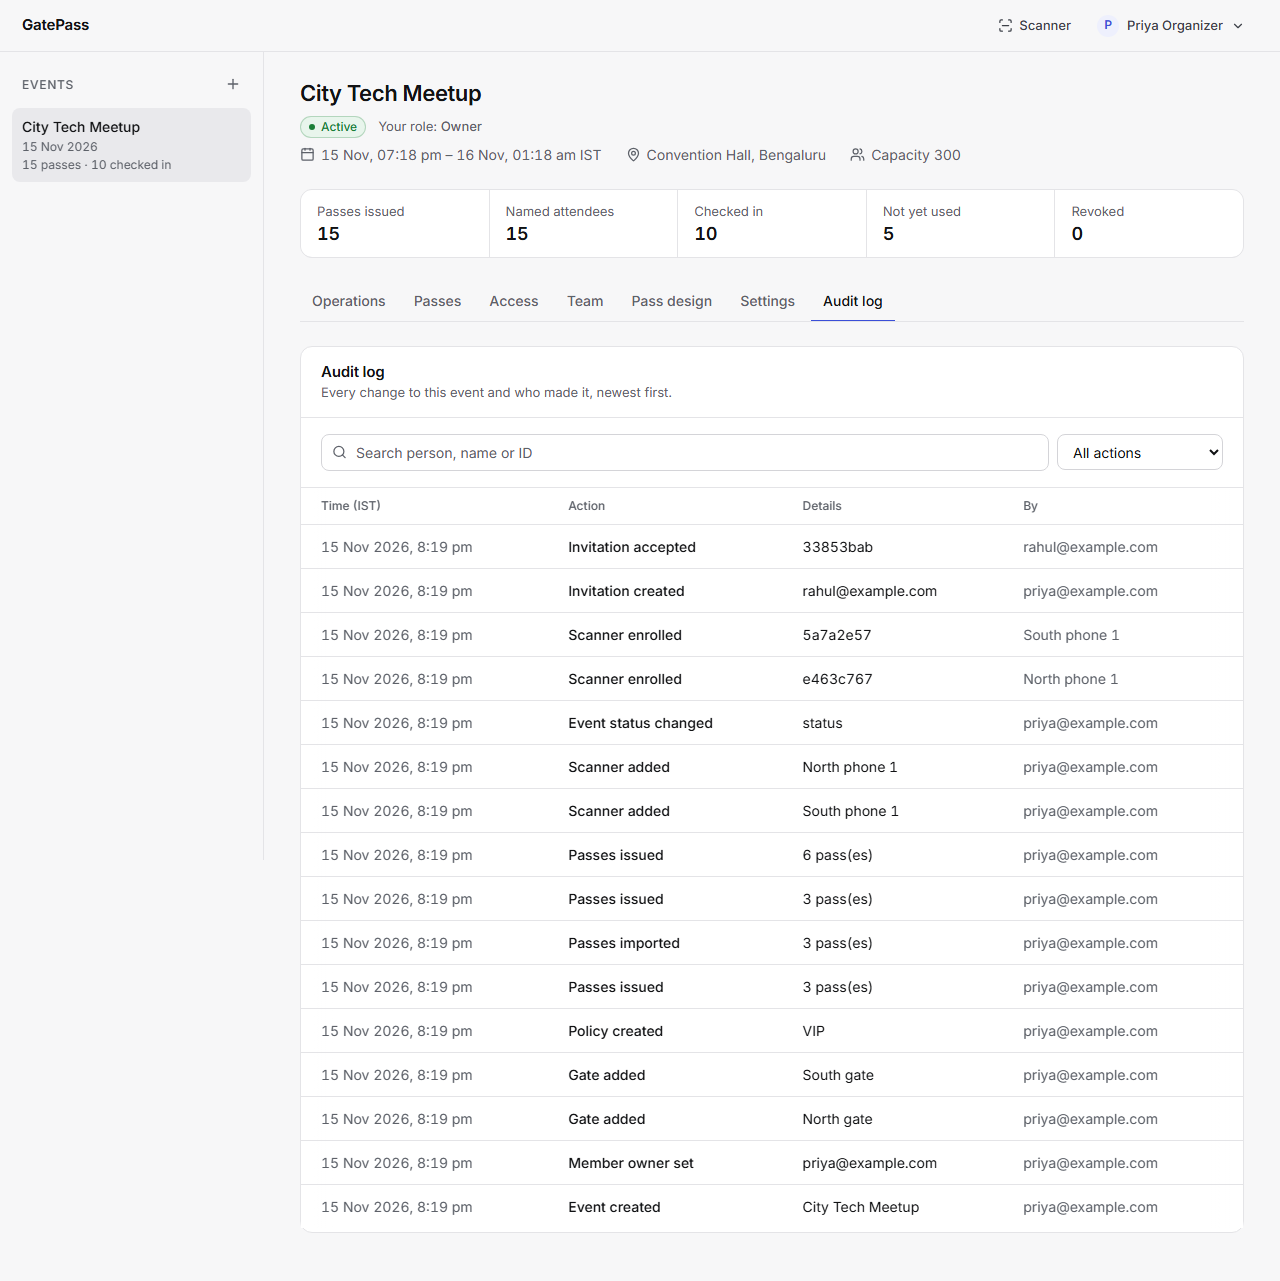 GatePass
Scanner
P
Priya Organizer
EVENTS
City Tech Meetup
15 Nov 2026
15 passes · 10 checked in
City Tech Meetup
Active
Your role: Owner
15 Nov, 07:18 pm – 16 Nov, 01:18 am IST
Convention Hall, Bengaluru
Capacity 300
Passes issued
15
Named attendees
15
Checked in
10
Not yet used
5
Revoked
0
Operations Passes Access Team Pass design Settings Audit log
Audit log
Every change to this event and who made it, newest first.
Search person, name or ID
All actions
Time (IST) Action Details By
15 Nov 2026, 8:19 pm Invitation accepted 33853bab rahul@example.com
15 Nov 2026, 8:19 pm Invitation created rahul@example.com priya@example.com
15 Nov 2026, 8:19 pm Scanner enrolled 5a7a2e57 South phone 1
15 Nov 2026, 8:19 pm Scanner enrolled e463c767 North phone 1
15 Nov 2026, 8:19 pm Event status changed status priya@example.com
15 Nov 2026, 8:19 pm Scanner added North phone 1 priya@example.com
15 Nov 2026, 8:19 pm Scanner added South phone 1 priya@example.com
15 Nov 2026, 8:19 pm Passes issued 6 pass(es) priya@example.com
15 Nov 2026, 8:19 pm Passes issued 3 pass(es) priya@example.com
15 Nov 2026, 8:19 pm Passes imported 3 pass(es) priya@example.com
15 Nov 2026, 8:19 pm Passes issued 3 pass(es) priya@example.com
15 Nov 2026, 8:19 pm Policy created VIP priya@example.com
15 Nov 2026, 8:19 pm Gate added South gate priya@example.com
15 Nov 2026, 8:19 pm Gate added North gate priya@example.com
15 Nov 2026, 8:19 pm Member owner set priya@example.com priya@example.com
15 Nov 2026, 8:19 pm Event created City Tech Meetup priya@example.com